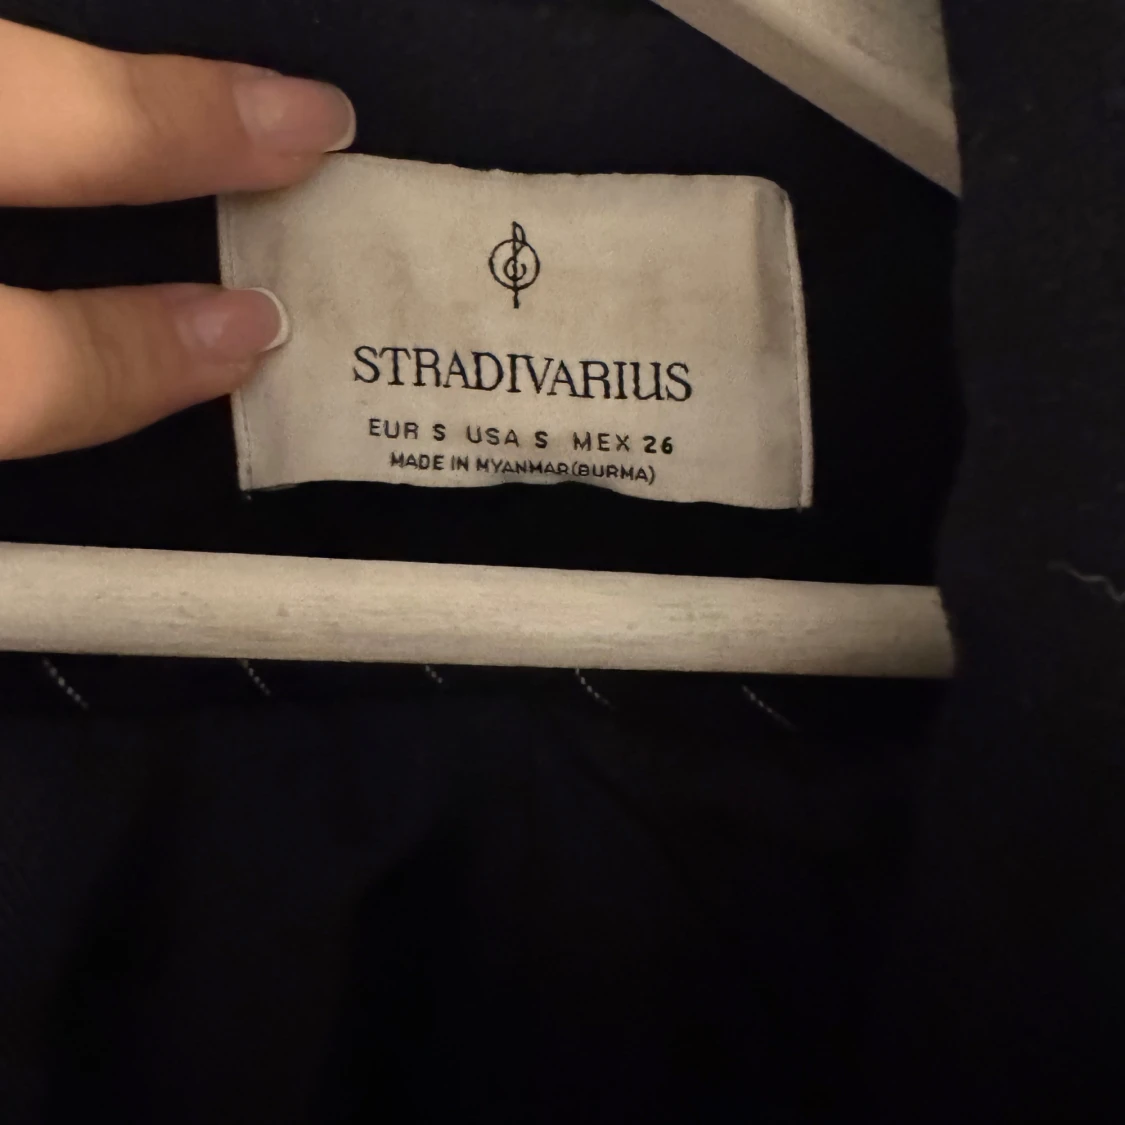 STRADIVARIUS
EUR S USA S MEX 26
MADE IN MYANMAR(BURMA)